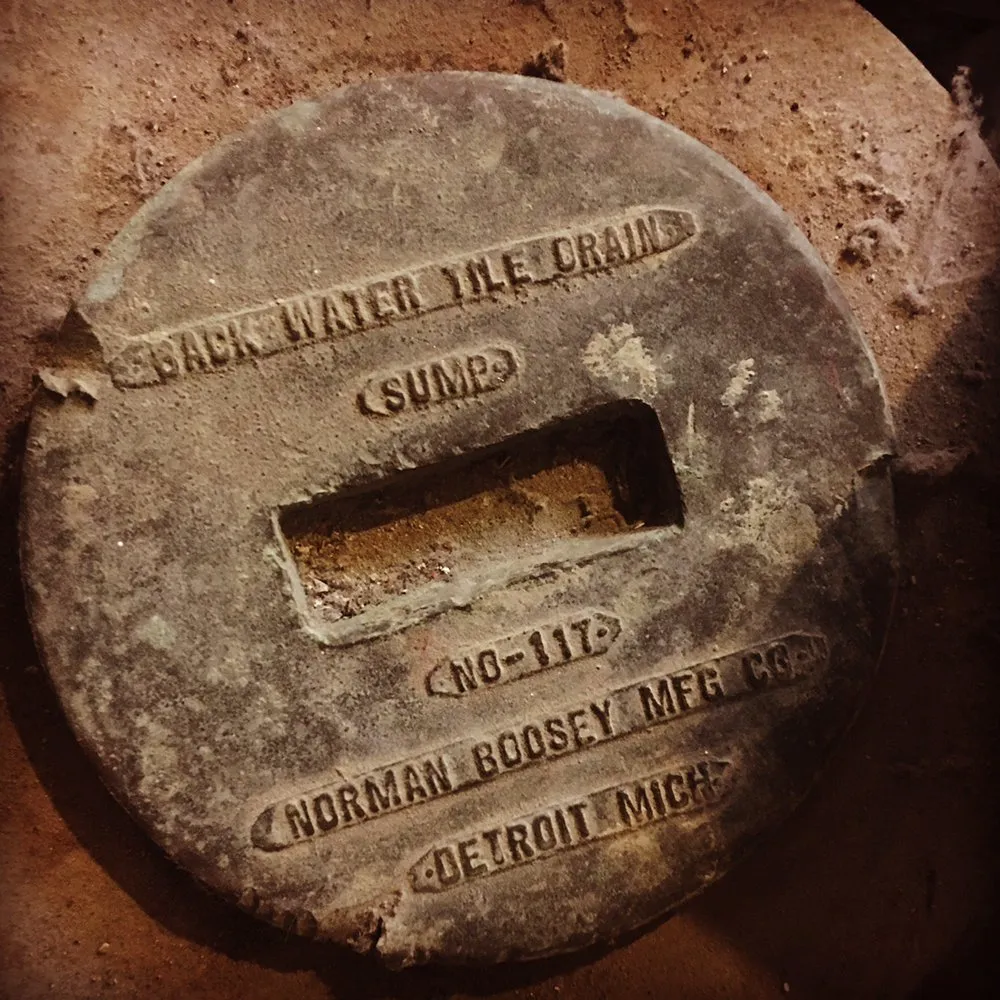 BACK WATER TILE DRAIN
SUMP
NO-117
NORMAN BOOSEY MFG CO.
DETROIT MICH.